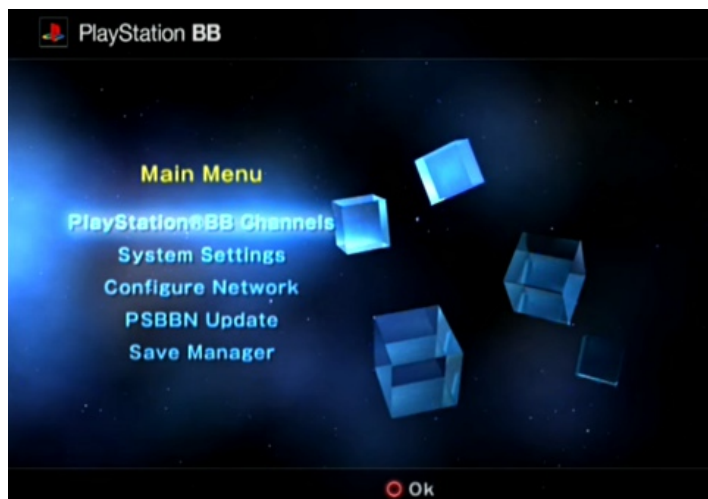 PlayStation BB
Main Menu
PlayStation®BB Channels
System Settings
Configure Network
PSBBN Update
Save Manager
Ok